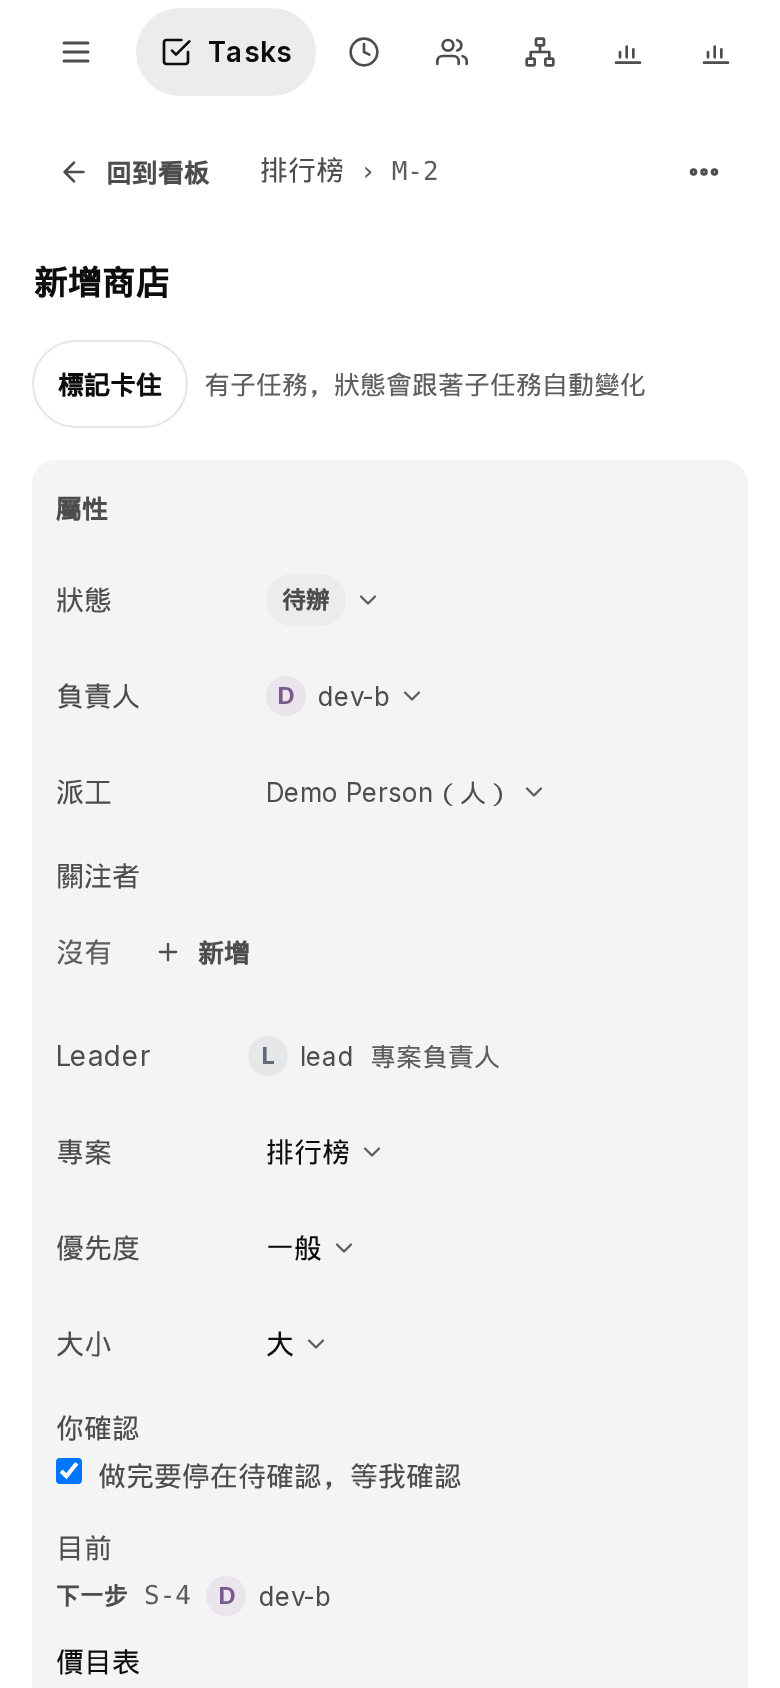 Tasks
回到看板 排行榜 › M-2
新增商店
標記卡住 有子任務，狀態會跟著子任務自動變化
屬性
狀態 待辦
負責人 D dev-b
派工 Demo Person（人）
關注者
沒有 + 新增
Leader L lead 專案負責人
專案 排行榜
優先度 一般
大小 大
你確認
做完要停在待確認，等我確認
目前
下一步 S-4 D dev-b
價目表